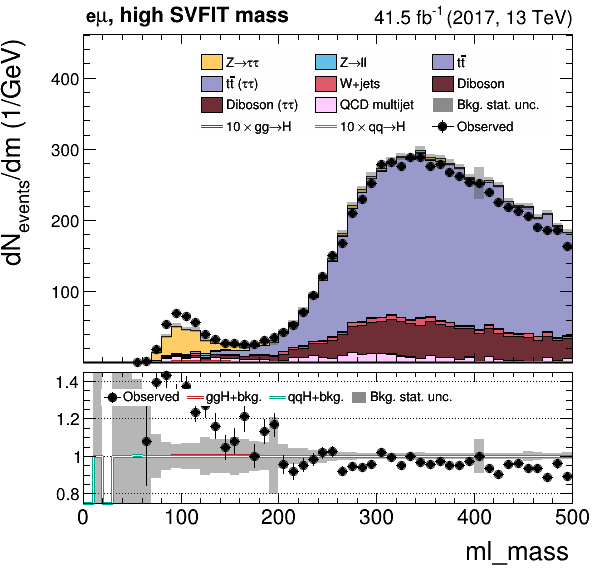 eμ, high SVFIT mass 41.5 fb⁻¹ (2017, 13 TeV)
dN_events/dm (1/GeV)
400
300
200
100
Z→ττ Z→ll tt̄
tt̄ (ττ) W+jets Diboson
Diboson (ττ) QCD multijet Bkg. stat. unc.
10 × gg→H 10 × qq→H Observed
1.4
1.2
1
0.8
Observed ggH+bkg. qqH+bkg. Bkg. stat. unc.
0 100 200 300 400 500
ml_mass